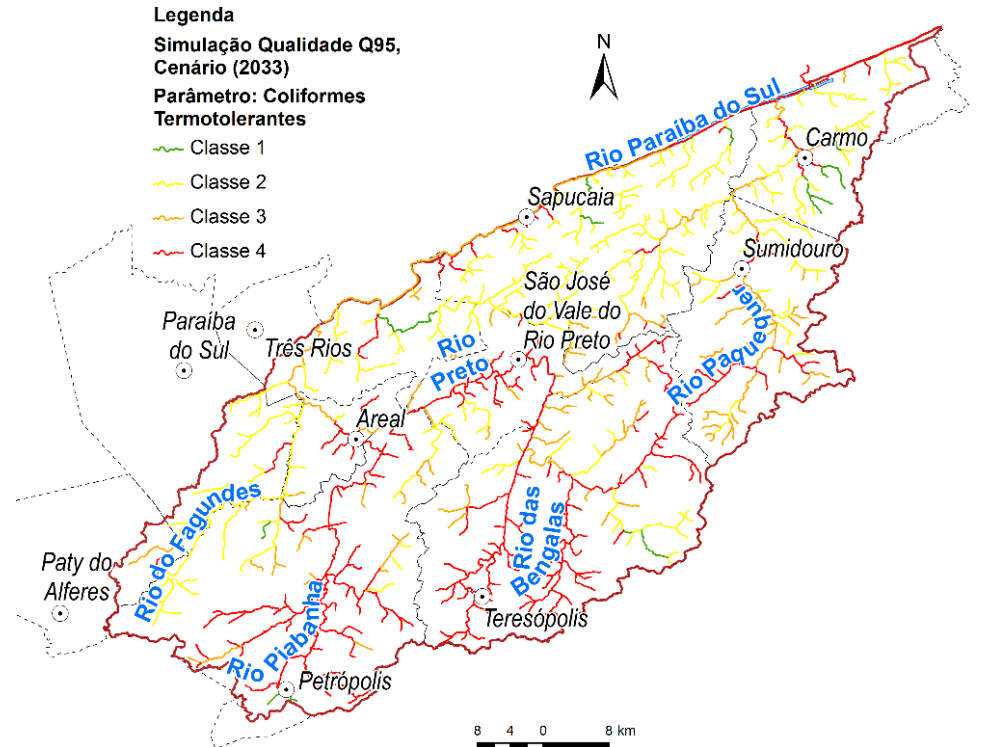 Legenda
Simulação Qualidade Q95,
Cenário (2033)
Parâmetro: Coliformes
Termotolerantes
Classe 1
Classe 2
Classe 3
Classe 4
N
Rio Paraíba do Sul
Carmo
Sapucaia
Sumidouro
São José
do Vale do
Rio Preto
Paraíba
do Sul
Três Rios
Rio
Preto
Rio Paquequer
Areal
Rio do Fagundes
Rio das
Bengalas
Paty do
Alferes
Teresópolis
Rio Piabanha
Petrópolis
8 4 0 8 km